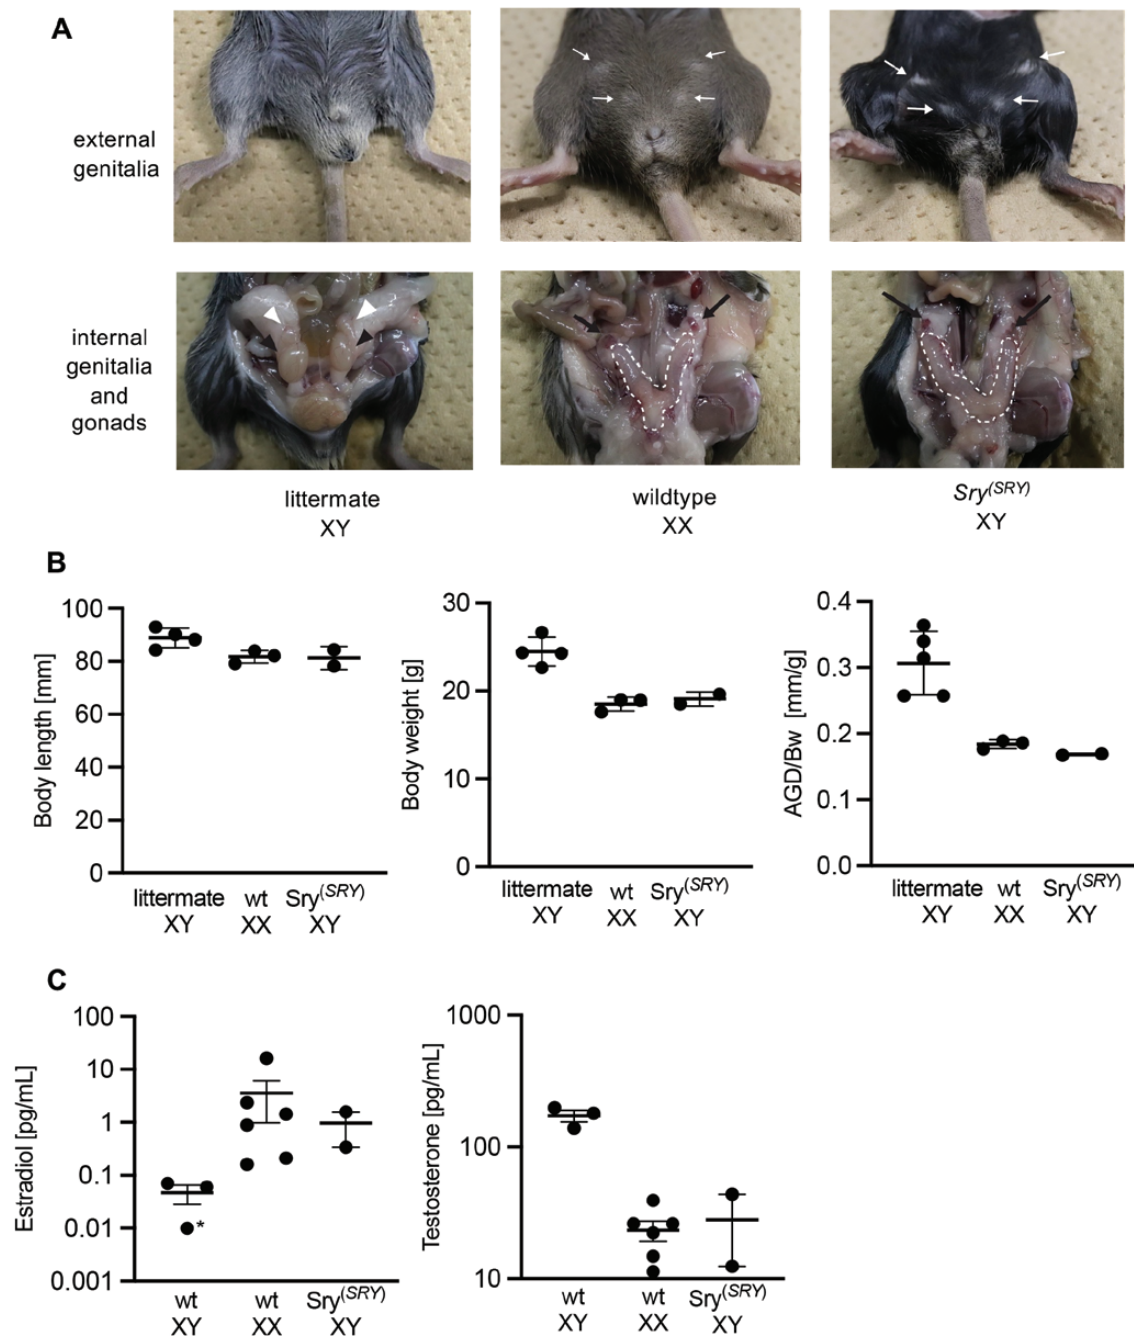 A
external
genitalia
internal
genitalia
and
gonads
littermate
XY
wildtype
XX
Sry(SRY)
XY
B
Body length [mm]
100
80
60
40
20
0
littermate
XY
wt
XX
Sry(SRY)
XY
Body weight [g]
30
20
10
0
littermate
XY
wt
XX
Sry(SRY)
XY
AGD/Bw [mm/g]
0.4
0.3
0.2
0.1
0.0
littermate
XY
wt
XX
Sry(SRY)
XY
C
Estradiol [pg/mL]
100
10
1
0.1
0.01
0.001
*
wt
XY
wt
XX
Sry(SRY)
XY
Testosterone [pg/mL]
1000
100
10
wt
XY
wt
XX
Sry(SRY)
XY